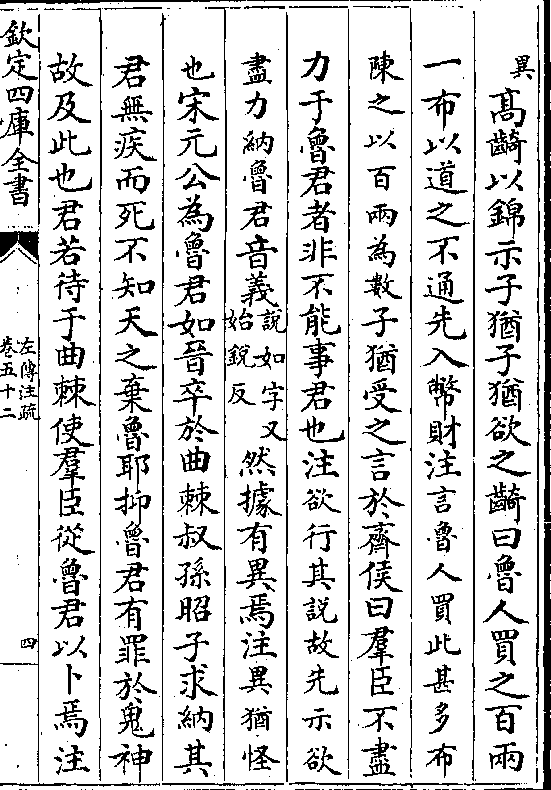 異髙齮以錦示子猶子猶欲之齮曰魯人買之百兩
一布以道之不通先入幣財注言魯人買此甚多布
陳之以百兩為數子猶受之言於齊侯曰羣臣不盡
力于魯君者非不能事君也注欲行其說故先示欲
盡力納魯君音義說如字又始銳反然據有異焉注異猶怪
也宋元公為魯君如晉卒於曲棘叔孫昭子求納其
君無疾而死不知天之棄魯耶抑魯君有罪於鬼神
故及此也君若待于曲棘使羣臣從魯君以卜焉注
欽定四庫全書
左傳注疏
卷五十二
四